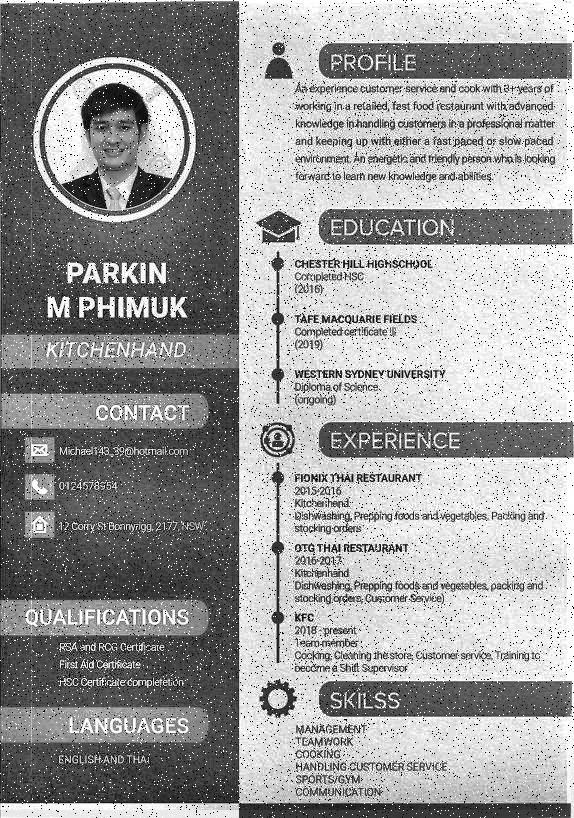 PARKIN
M PHIMUK
KITCHENHAND
CONTACT
Michael143_39@hotmail.com
0124578954
12 Corry St Bonnyrigg, 2177, NSW
QUALIFICATIONS
RSA and RCG Certificate
First Aid Certificate
HSC Certificate completetion
LANGUAGES
ENGLISH AND THAI
PROFILE
An experience customer service and cook with 8+ years of
working in a retailed, fast food restaurant with advanced
knowledge in handling customers in a professional matter
and keeping up with either a fast paced or slow paced
environment. An energetic and friendly person who is looking
forward to learn new knowledge and abilities.
EDUCATION
CHESTER HILL HIGHSCHOOL
Completed HSC
(2016)
TAFE MACQUARIE FIELDS
Completed certificate
(2019)
WESTERN SYDNEY UNIVERSITY
Diploma of Science
(ongoing)
EXPERIENCE
FIONIX THAI RESTAURANT
2015-2016
Kitchenhand
Dishwashing, Prepping foods and vegetables, Packing and
stocking orders
OTG THAI RESTAURANT
2016-2017
Kitchenhand
Dishwashing, Prepping foods and vegetables, packing and
stocking orders, Customer Service)
KFC
2018 - present
Team member
Cooking, Cleaning the store, Customer service, Training to
become a Shift Supervisor
SKILSS
MANAGEMENT
TEAMWORK
COOKING
HANDLING CUSTOMER SERVICE
SPORTS/GYM
COMMUNICATION